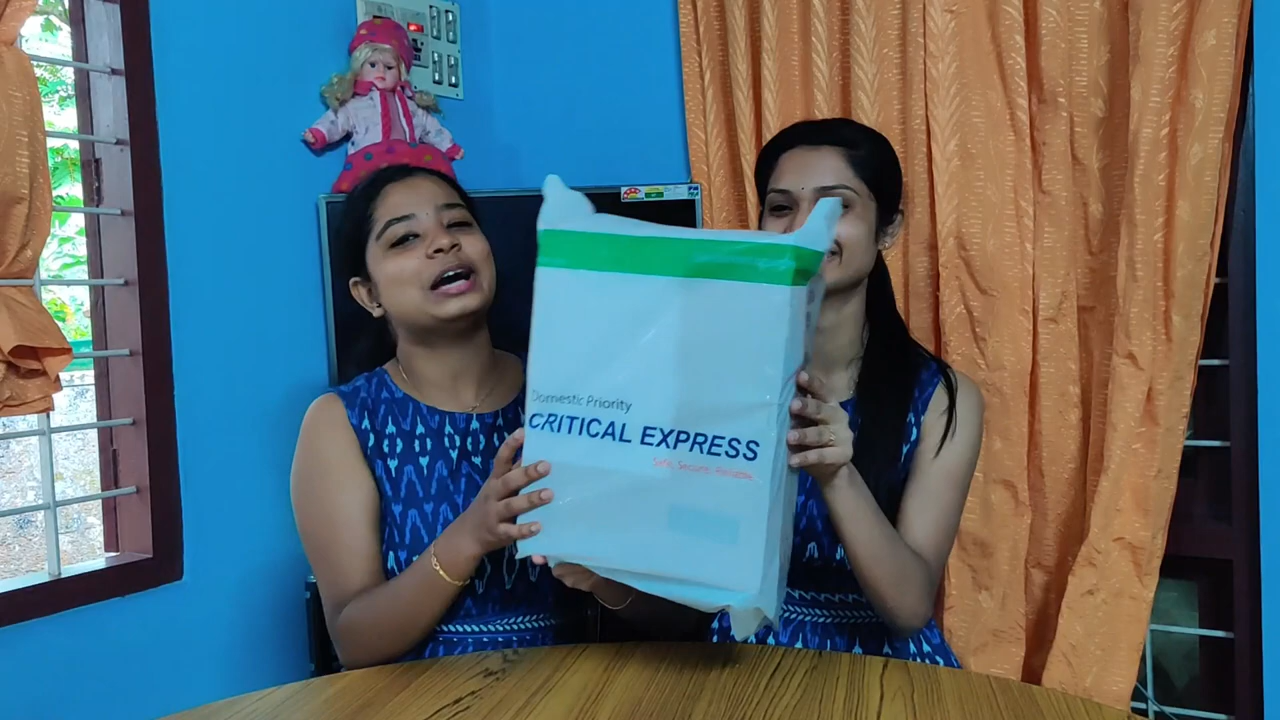 Domestic Priority
CRITICAL EXPRESS
Safe, Secure, Reliable